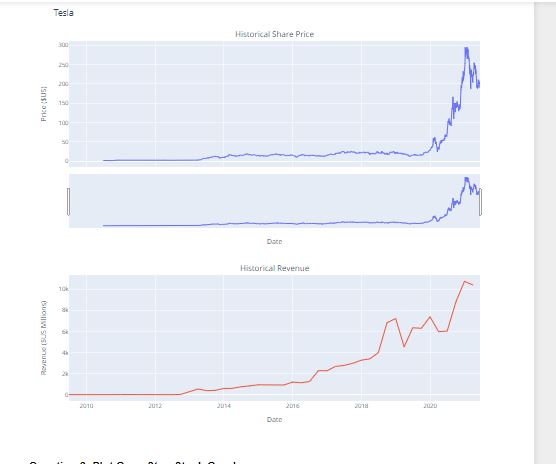 Tesla
Historical Share Price
300
250
200
150
100
50
0
Price ($US)
Date
Historical Revenue
10k
8k
6k
4k
2k
0
Revenue ($US Millions)
2010 2012 2014 2016 2018 2020
Date